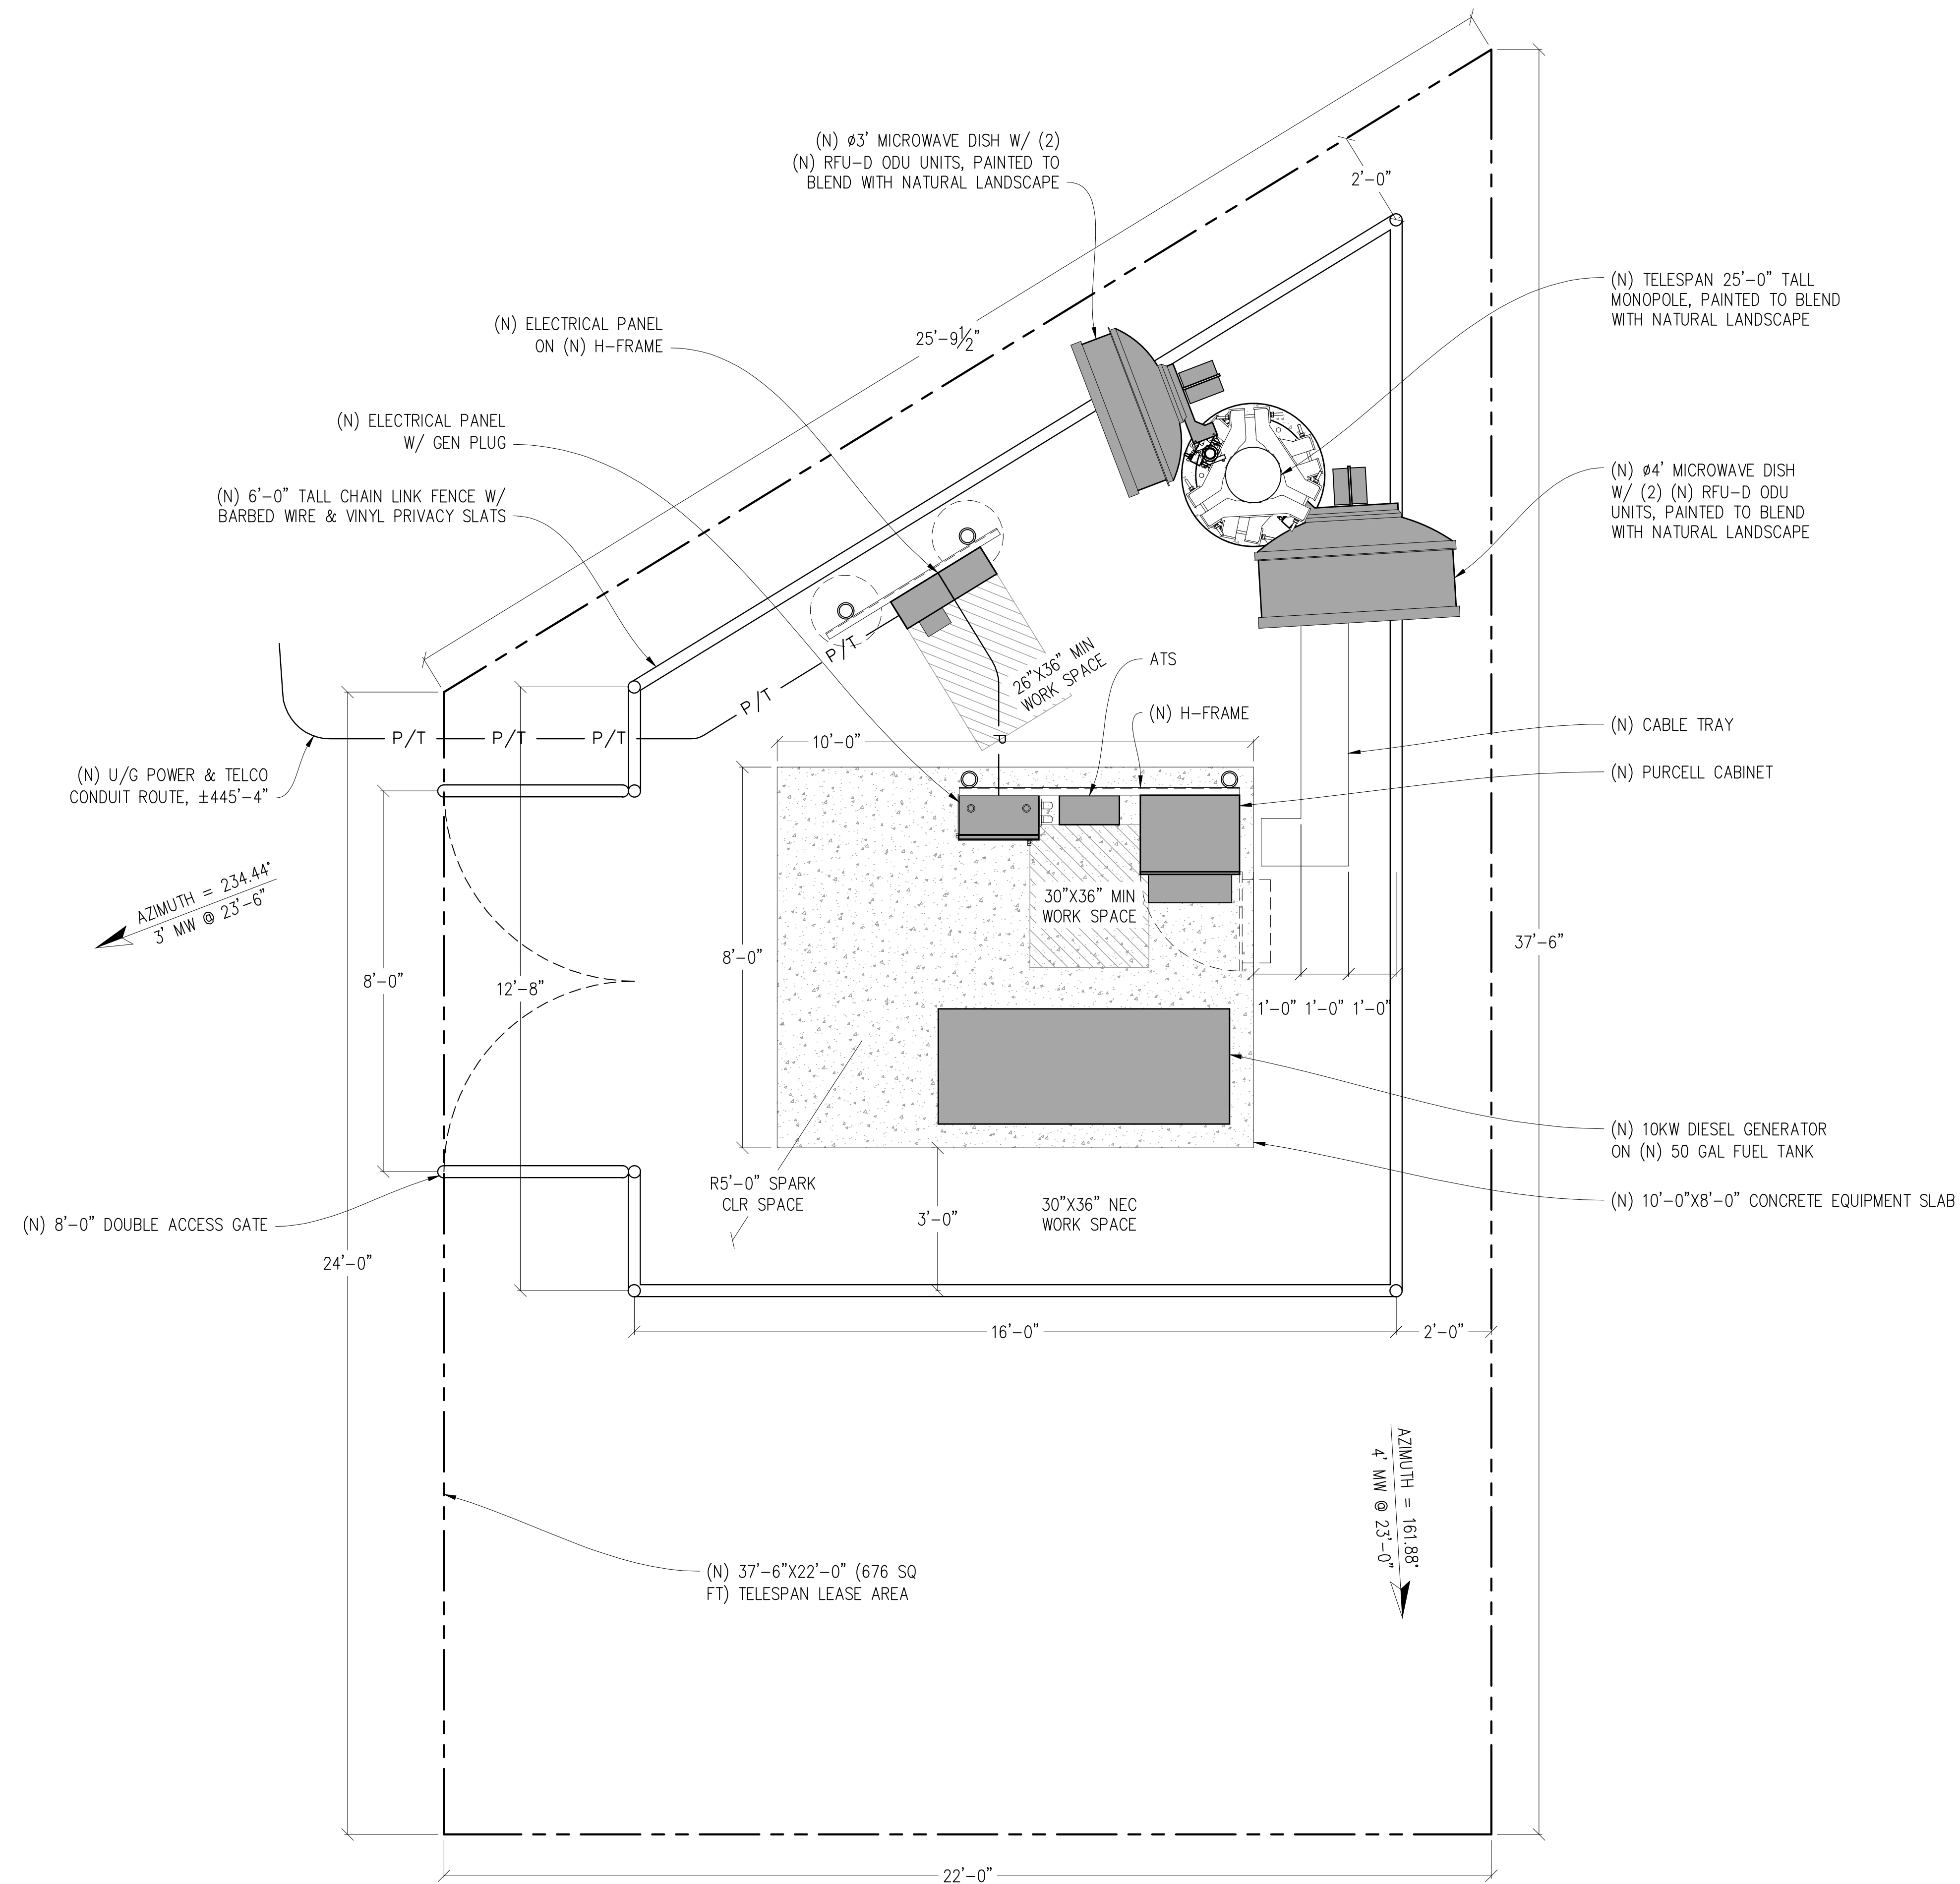 (N) ø3' MICROWAVE DISH W/ (2)
(N) RFU-D ODU UNITS, PAINTED TO
BLEND WITH NATURAL LANDSCAPE
2'-0"
(N) TELESPAN 25'-0" TALL
MONOPOLE, PAINTED TO BLEND
WITH NATURAL LANDSCAPE
(N) ELECTRICAL PANEL
ON (N) H-FRAME
25'-9½"
(N) ELECTRICAL PANEL
W/ GEN PLUG
(N) ø4' MICROWAVE DISH
W/ (2) (N) RFU-D ODU
UNITS, PAINTED TO BLEND
WITH NATURAL LANDSCAPE
(N) 6'-0" TALL CHAIN LINK FENCE W/
BARBED WIRE & VINYL PRIVACY SLATS
P/T
P/T
26"X36" MIN
WORK SPACE
ATS
(N) H-FRAME
(N) CABLE TRAY
P/T
P/T
P/T
P
10'-0"
(N) U/G POWER & TELCO
CONDUIT ROUTE, ±445'-4"
(N) PURCELL CABINET
AZIMUTH = 234.44°
3' MW @ 23'-6"
30"X36" MIN
WORK SPACE
37'-6"
8'-0"
8'-0"
12'-8"
1'-0" 1'-0" 1'-0"
(N) 10KW DIESEL GENERATOR
ON (N) 50 GAL FUEL TANK
R5'-0" SPARK
CLR SPACE
(N) 10'-0"X8'-0" CONCRETE EQUIPMENT SLAB
3'-0"
30"X36" NEC
WORK SPACE
(N) 8'-0" DOUBLE ACCESS GATE
24'-0"
16'-0"
2'-0"
AZIMUTH = 161.88°
4' MW @ 23'-0"
(N) 37'-6"X22'-0" (676 SQ
FT) TELESPAN LEASE AREA
22'-0"